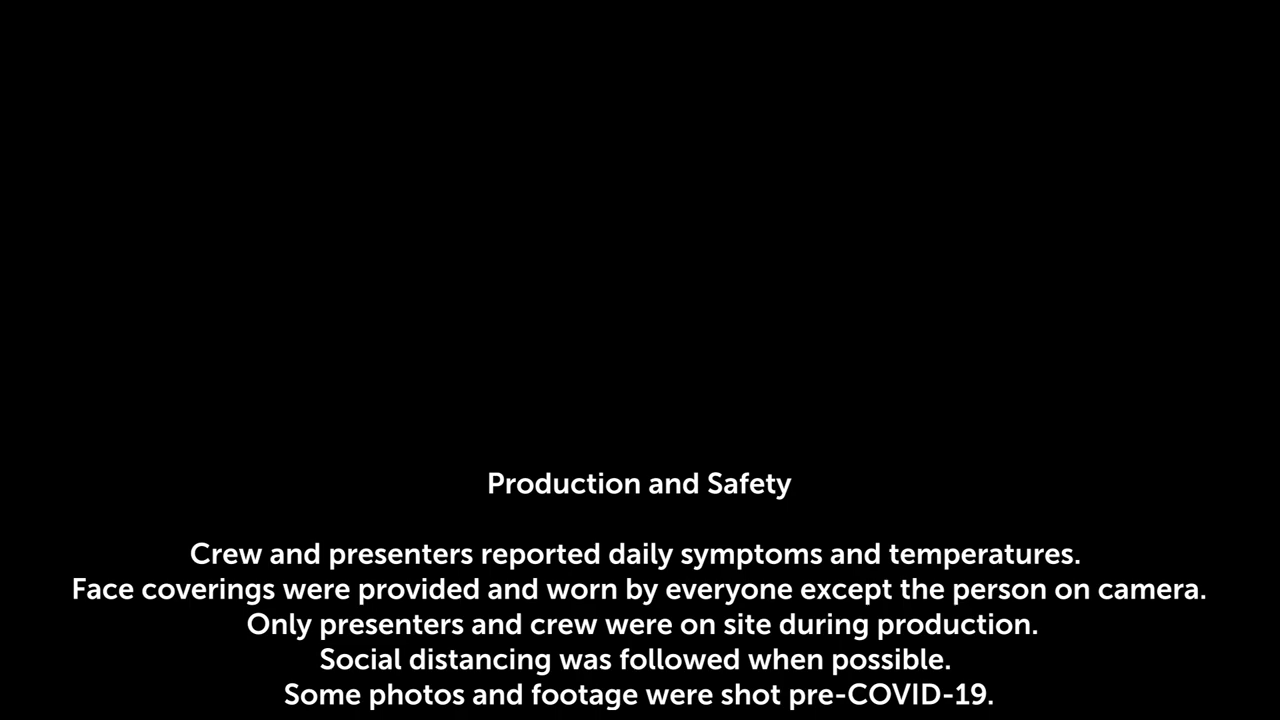 Production and Safety
Crew and presenters reported daily symptoms and temperatures.
Face coverings were provided and worn by everyone except the person on camera.
Only presenters and crew were on site during production.
Social distancing was followed when possible.
Some photos and footage were shot pre-COVID-19.